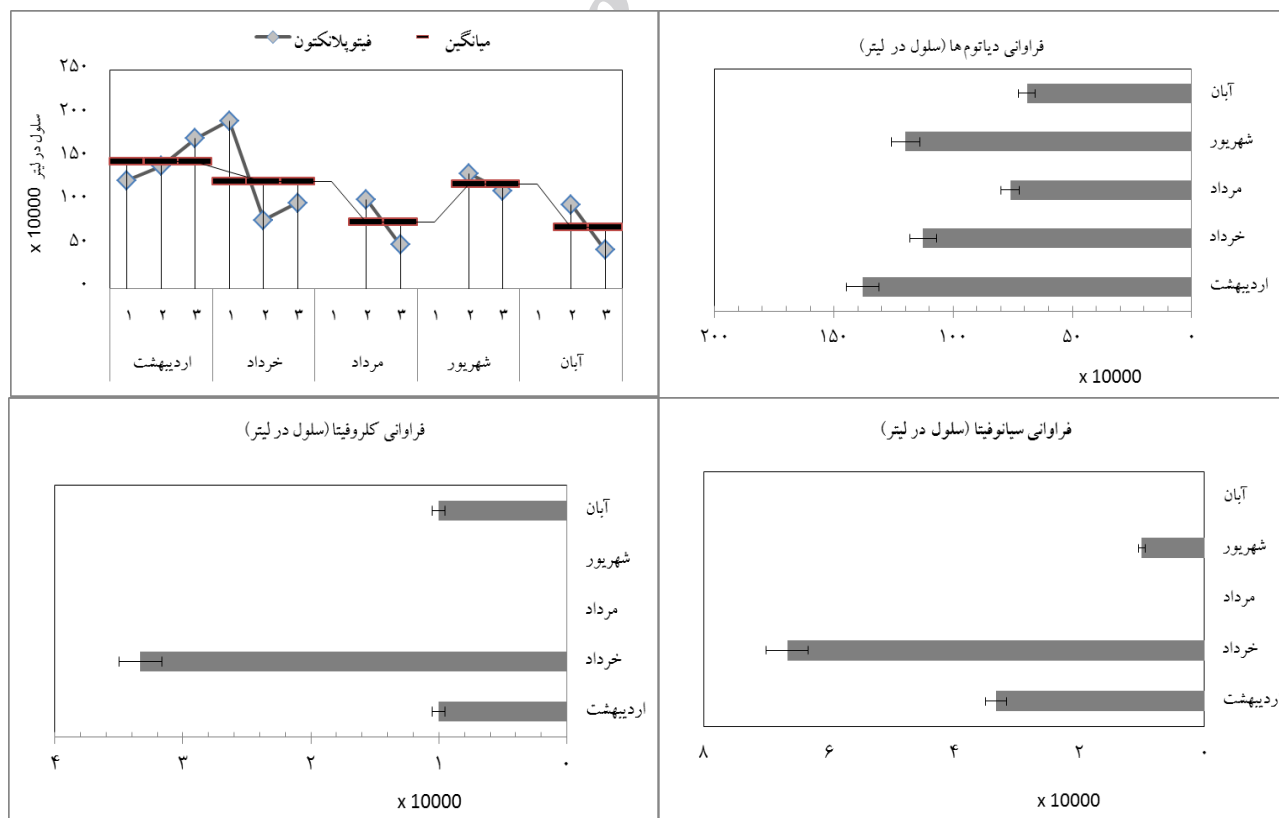 فیتوپلانکتون میانگین
سلول در لیتر
x 10000
۲۵۰
۲۰۰
۱۵۰
۱۰۰
۵۰
۰
۱ ۲ ۳ ۱ ۲ ۳ ۱ ۲ ۳ ۱ ۲ ۳ ۱ ۲ ۳
اردیبهشت خرداد مرداد شهریور آبان
فراوانی دیاتوم ها (سلول در لیتر)
آبان
شهریور
مرداد
خرداد
اردیبهشت
۲۰۰ ۱۵۰ ۱۰۰ ۵۰ ۰
x 10000
فراوانی کلروفیتا (سلول در لیتر)
آبان
شهریور
مرداد
خرداد
اردیبهشت
۴ ۳ ۲ ۱ ۰
x 10000
فراوانی سیانوفیتا (سلول در لیتر)
آبان
شهریور
مرداد
خرداد
ردیبهشت
۸ ۶ ۴ ۲ ۰
x 10000